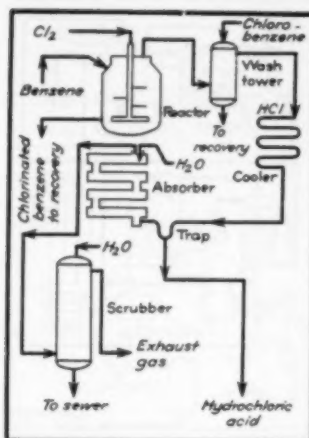 Cl2
Chloro-
benzene
Wash
tower
Benzene
Reactor
To
recovery
HCl
Cooler
Chlorinated
benzene
to recovery
H2O
Absorber
Trap
H2O
Scrubber
Exhaust
gas
To sewer
Hydrochloric
acid